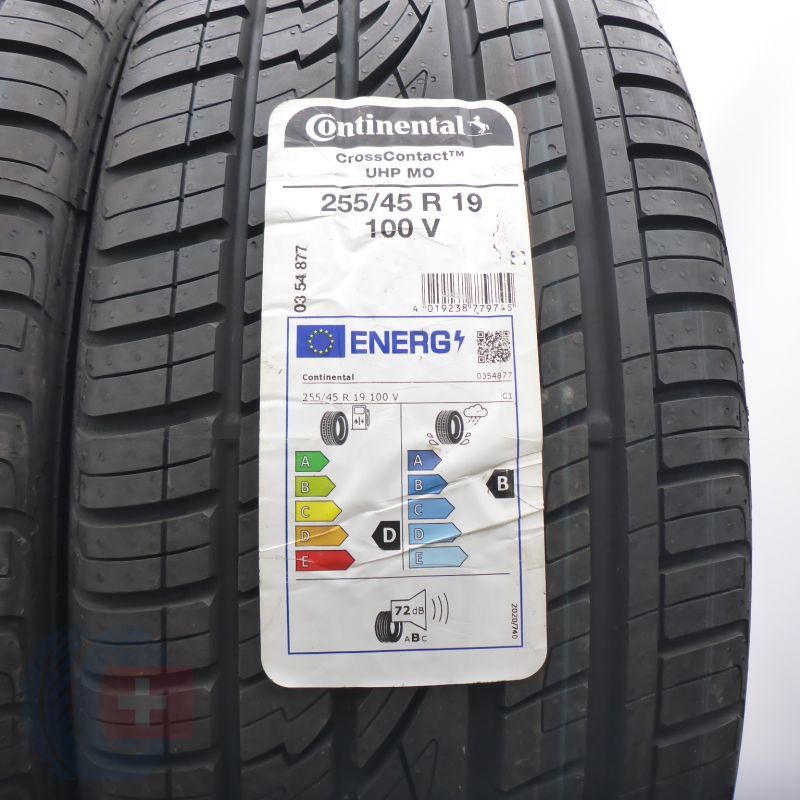 Continental
CrossContact™
UHP MO
255/45 R 19
100 V
03 54 877
4 019238 779745
ENERG
Continental 0354877
255/45 R 19 100 V C1
A A
B B B
C C
D D D
E E
72 dB
ABC
2020/740